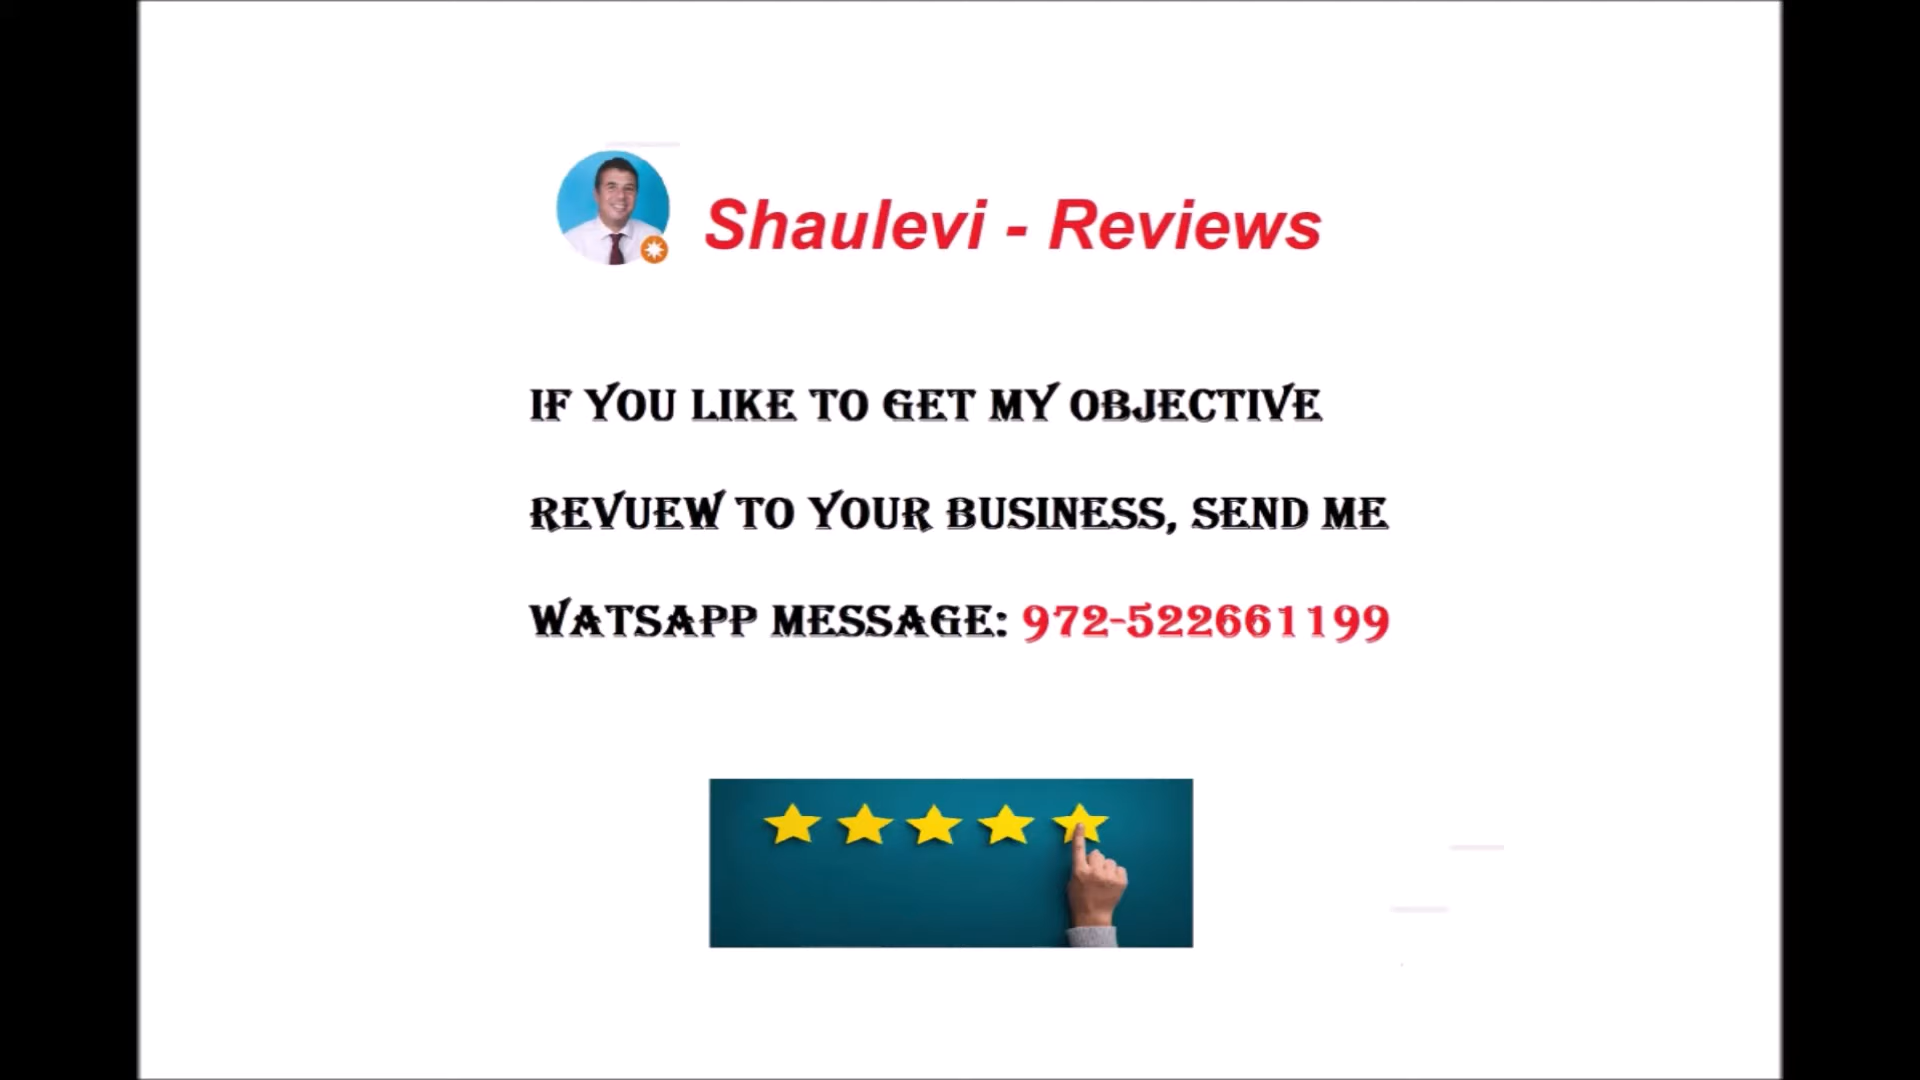 Shaulevi - Reviews
IF YOU LIKE TO GET MY OBJECTIVE
REVUEW TO YOUR BUSINESS, SEND ME
WATSAPP MESSAGE: 972-522661199